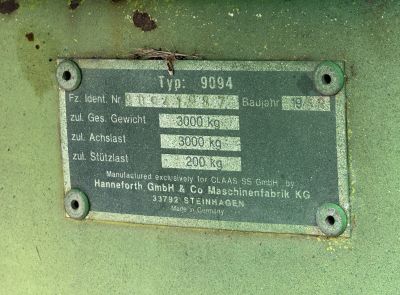 Typ: 9094
Fz. Ident. Nr. Baujahr
zul. Ges. Gewicht 3000 kg
zul. Achslast 3000 kg
zul. Stützlast 200 kg
Manufactured exclusively for CLAAS SS GmbH by
Hanneforth GmbH & Co Maschinenfabrik KG
33792 STEINHAGEN
Made in Germany